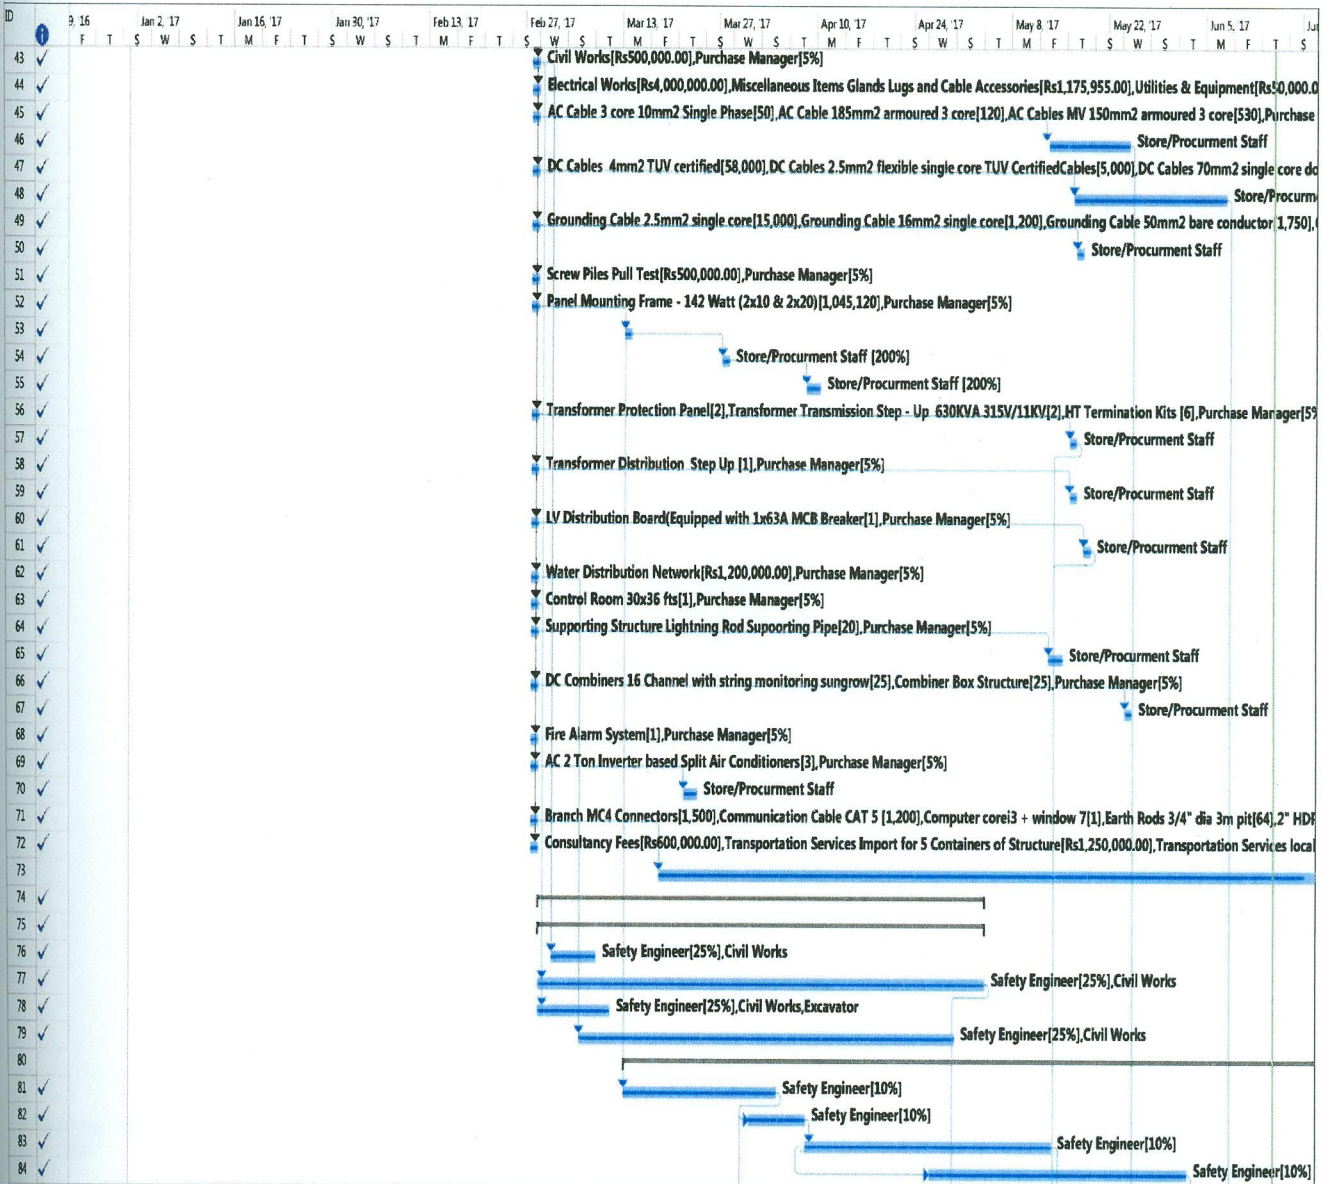 ID
9, 16 Jan 2, '17 Jan 16, '17 Jan 30, '17 Feb 13, '17 Feb 27, '17 Mar 13, 17 Mar 27, '17 Apr 10, '17 Apr 24, '17 May 8, '17 May 22, '17 Jun 5, '17 Ju
F T S W S T M F T S W S T M F T S W S T M F T S W S T M F T S W S T M F T S
43 Civil Works[Rs500,000.00],Purchase Manager[5%]
44 Electrical Works[Rs4,000,000.00],Miscellaneous Items Glands Lugs and Cable Accessories[Rs1,175,955.00],Utilities & Equipment[Rs50,000.0
45 AC Cable 3 core 10mm2 Single Phase[50],AC Cable 185mm2 armoured 3 core[120],AC Cables MV 150mm2 armoured 3 core[530],Purchase
46 Store/Procurment Staff
47 DC Cables 4mm2 TUV certified[58,000],DC Cables 2.5mm2 flexible single core TUV CertifiedCables[5,000],DC Cables 70mm2 single core do
48 Store/Procurm
49 Grounding Cable 2.5mm2 single core[15,000],Grounding Cable 16mm2 single core[1,200],Grounding Cable 50mm2 bare conductor[1,750],
50 Store/Procurment Staff
51 Screw Piles Pull Test[Rs500,000.00],Purchase Manager[5%]
52 Panel Mounting Frame - 142 Watt (2x10 & 2x20)[1,045,120],Purchase Manager[5%]
53
54 Store/Procurment Staff [200%]
55 Store/Procurment Staff [200%]
56 Transformer Protection Panel[2],Transformer Transmission Step - Up 630KVA 315V/11KV[2],HT Termination Kits [6],Purchase Manager[5%
57 Store/Procurment Staff
58 Transformer Distribution Step Up [1],Purchase Manager[5%]
59 Store/Procurment Staff
60 LV Distribution Board(Equipped with 1x63A MCB Breaker[1],Purchase Manager[5%]
61 Store/Procurment Staff
62 Water Distribution Network[Rs1,200,000.00],Purchase Manager[5%]
63 Control Room 30x36 fts[1],Purchase Manager[5%]
64 Supporting Structure Lightning Rod Supoorting Pipe[20],Purchase Manager[5%]
65 Store/Procurment Staff
66 DC Combiners 16 Channel with string monitoring sungrow[25],Combiner Box Structure[25],Purchase Manager[5%]
67 Store/Procurment Staff
68 Fire Alarm System[1],Purchase Manager[5%]
69 AC 2 Ton Inverter based Split Air Conditioners[3],Purchase Manager[5%]
70 Store/Procurment Staff
71 Branch MC4 Connectors[1,500],Communication Cable CAT 5 [1,200],Computer corei3 + window 7[1],Earth Rods 3/4" dia 3m pit[64],2" HDP
72 Consultancy Fees[Rs600,000.00],Transportation Services Import for 5 Containers of Structure[Rs1,250,000.00],Transportation Services local
73
74
75
76 Safety Engineer[25%],Civil Works
77 Safety Engineer[25%],Civil Works
78 Safety Engineer[25%],Civil Works,Excavator
79 Safety Engineer[25%],Civil Works
80
81 Safety Engineer[10%]
82 Safety Engineer[10%]
83 Safety Engineer[10%]
84 Safety Engineer[10%]